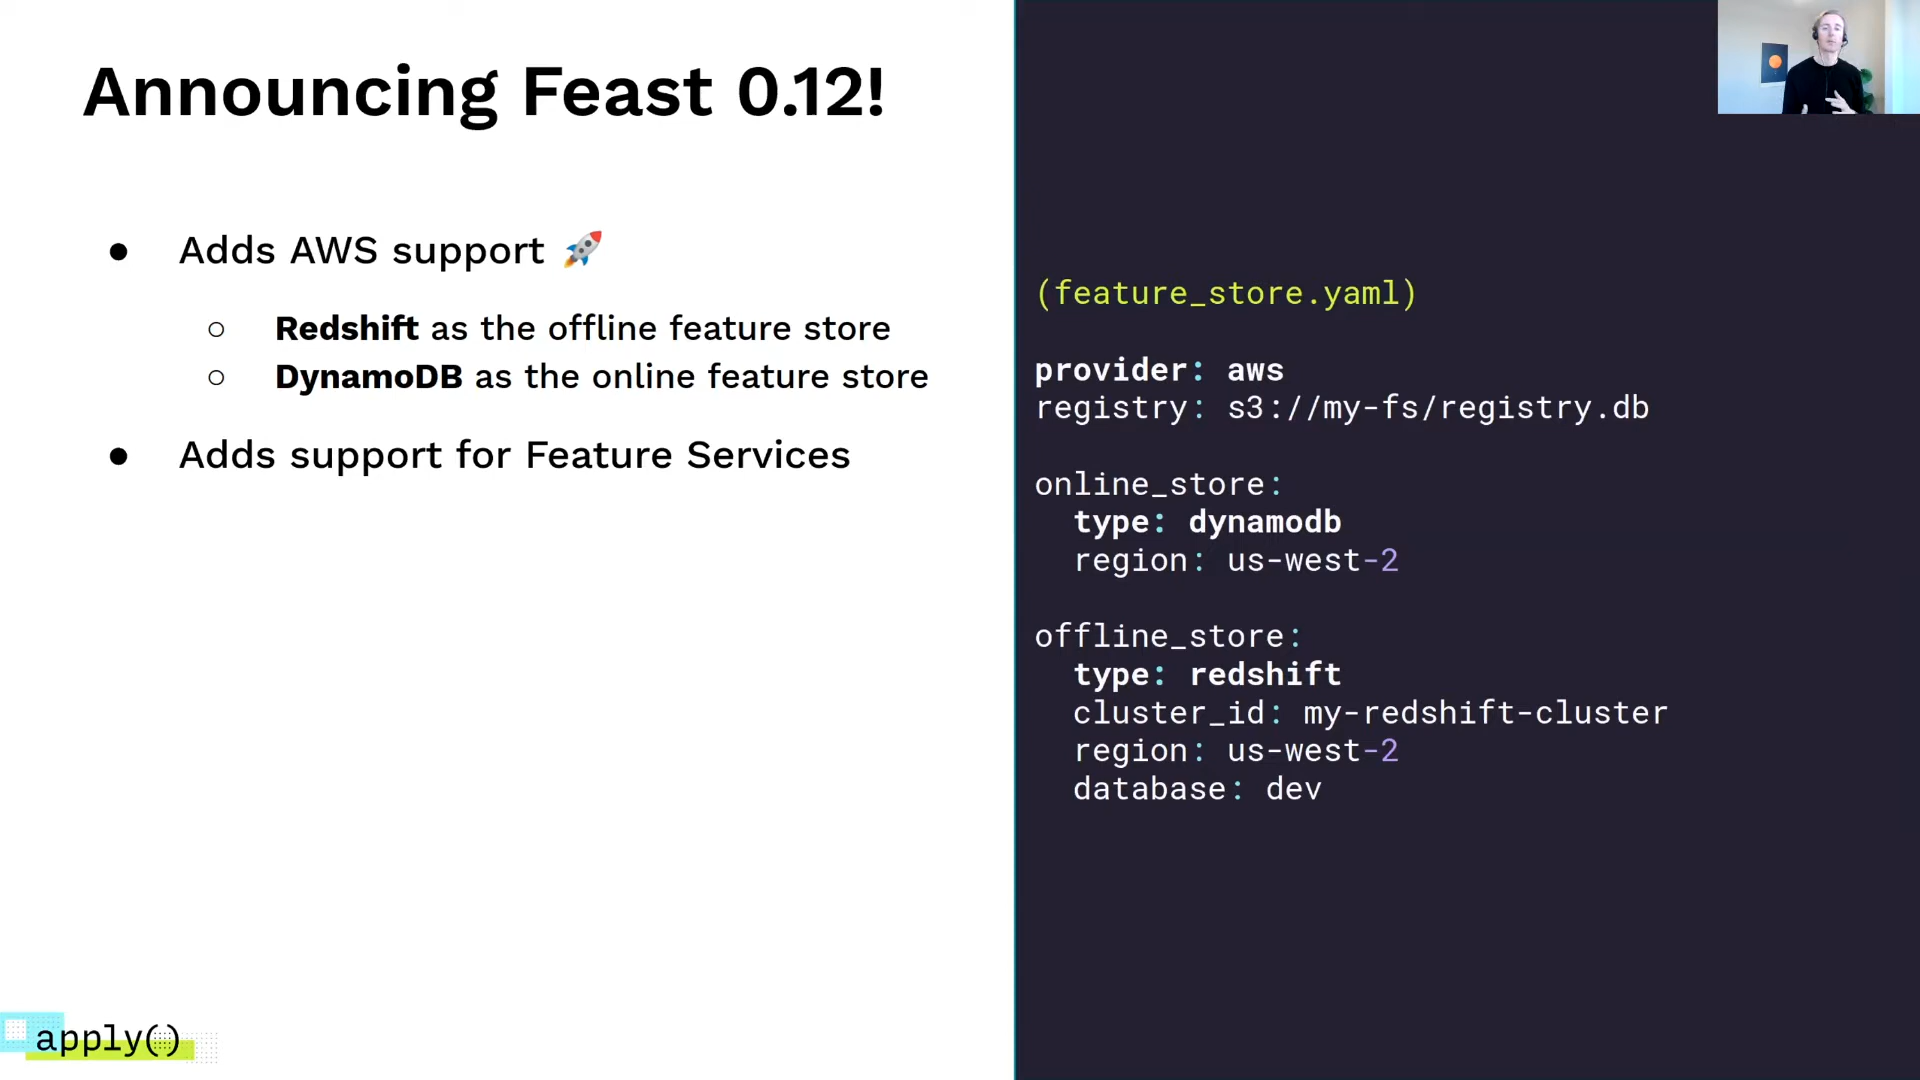 Announcing Feast 0.12!
● Adds AWS support 🚀
○ Redshift as the offline feature store
○ DynamoDB as the online feature store
● Adds support for Feature Services
(feature_store.yaml)
provider: aws
registry: s3://my-fs/registry.db
online_store:
  type: dynamodb
  region: us-west-2
offline_store:
  type: redshift
  cluster_id: my-redshift-cluster
  region: us-west-2
  database: dev
apply()